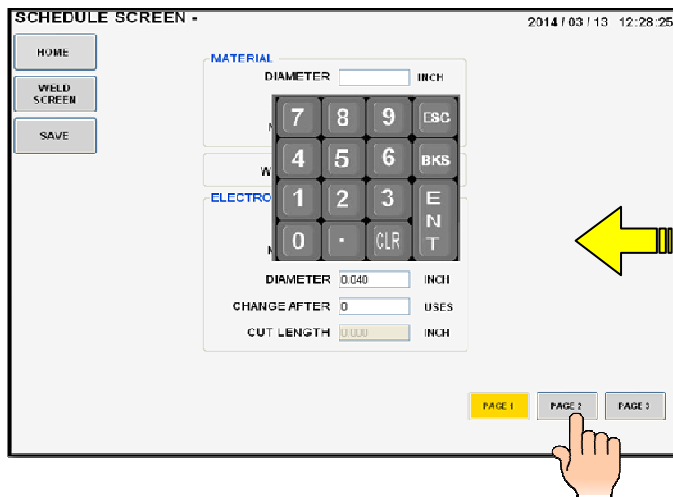 SCHEDULE SCREEN -
2014 / 03 / 13 12:28:25
HOME
WELD
SCREEN
SAVE
MATERIAL
DIAMETER
INCH
7 8 9 ESC
4 5 6 BKS
1 2 3 ENT
0 . CLR
W
ELECTRO
DIAMETER 0.040 INCH
CHANGE AFTER 0 USES
CUT LENGTH 0.000 INCH
PAGE 1 PAGE 2 PAGE 3